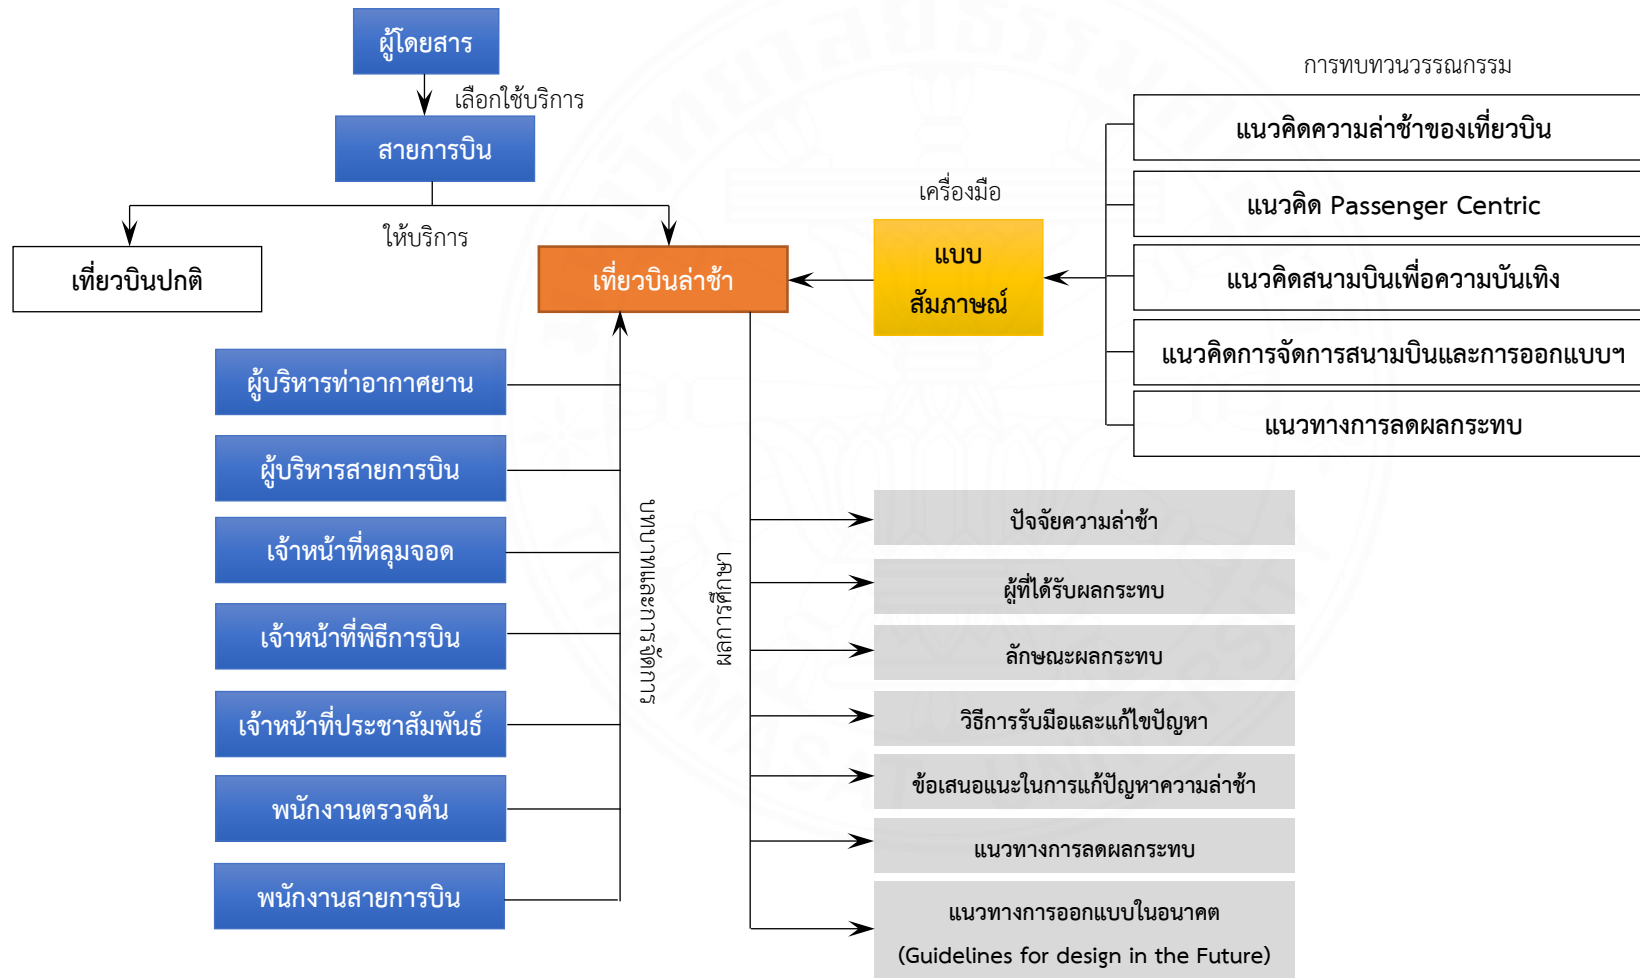 ผู้โดยสาร
เลือกใช้บริการ
สายการบิน
ให้บริการ
เที่ยวบินปกติ
เที่ยวบินล่าช้า
เครื่องมือ
แบบ
สัมภาษณ์
การทบทวนวรรณกรรม
แนวคิดความล่าช้าของเที่ยวบิน
แนวคิด Passenger Centric
แนวคิดสนามบินเพื่อความบันเทิง
แนวคิดการจัดการสนามบินและการออกแบบฯ
แนวทางการลดผลกระทบ
ผู้บริหารท่าอากาศยาน
ผู้บริหารสายการบิน
เจ้าหน้าที่หลุมจอด
เจ้าหน้าที่พิธีการบิน
เจ้าหน้าที่ประชาสัมพันธ์
พนักงานตรวจค้น
พนักงานสายการบิน
บทบาทและการจัดการ
ผลการศึกษา
ปัจจัยความล่าช้า
ผู้ที่ได้รับผลกระทบ
ลักษณะผลกระทบ
วิธีการรับมือและแก้ไขปัญหา
ข้อเสนอแนะในการแก้ปัญหาความล่าช้า
แนวทางการลดผลกระทบ
แนวทางการออกแบบในอนาคต
(Guidelines for design in the Future)